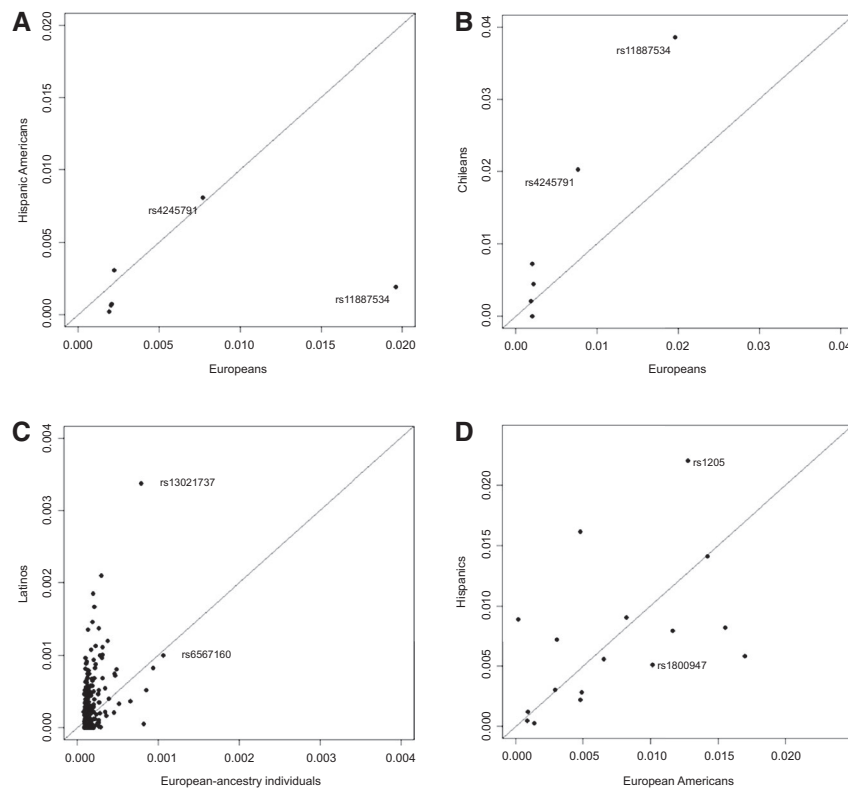 A
0.020
0.015
0.010
0.005
0.000
Hispanic Americans
rs4245791
rs11887534
0.000 0.005 0.010 0.015 0.020
Europeans
B
0.04
0.03
0.02
0.01
0.00
Chileans
rs11887534
rs4245791
0.00 0.01 0.02 0.03 0.04
Europeans
C
0.004
0.003
0.002
0.001
0.000
Latinos
rs13021737
rs6567160
0.000 0.001 0.002 0.003 0.004
European-ancestry individuals
D
0.020
0.015
0.010
0.005
0.000
Hispanics
rs1205
rs1800947
0.000 0.005 0.010 0.015 0.020
European Americans